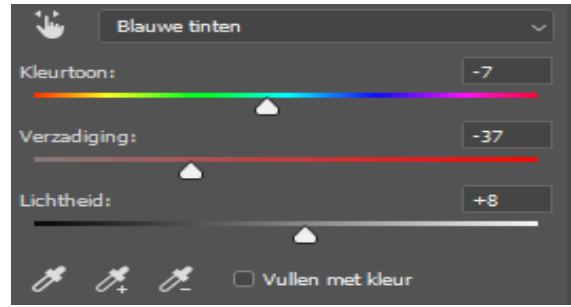 Blauwe tinten
Kleurtoon: -7
Verzadiging: -37
Lichtheid: +8
Vullen met kleur